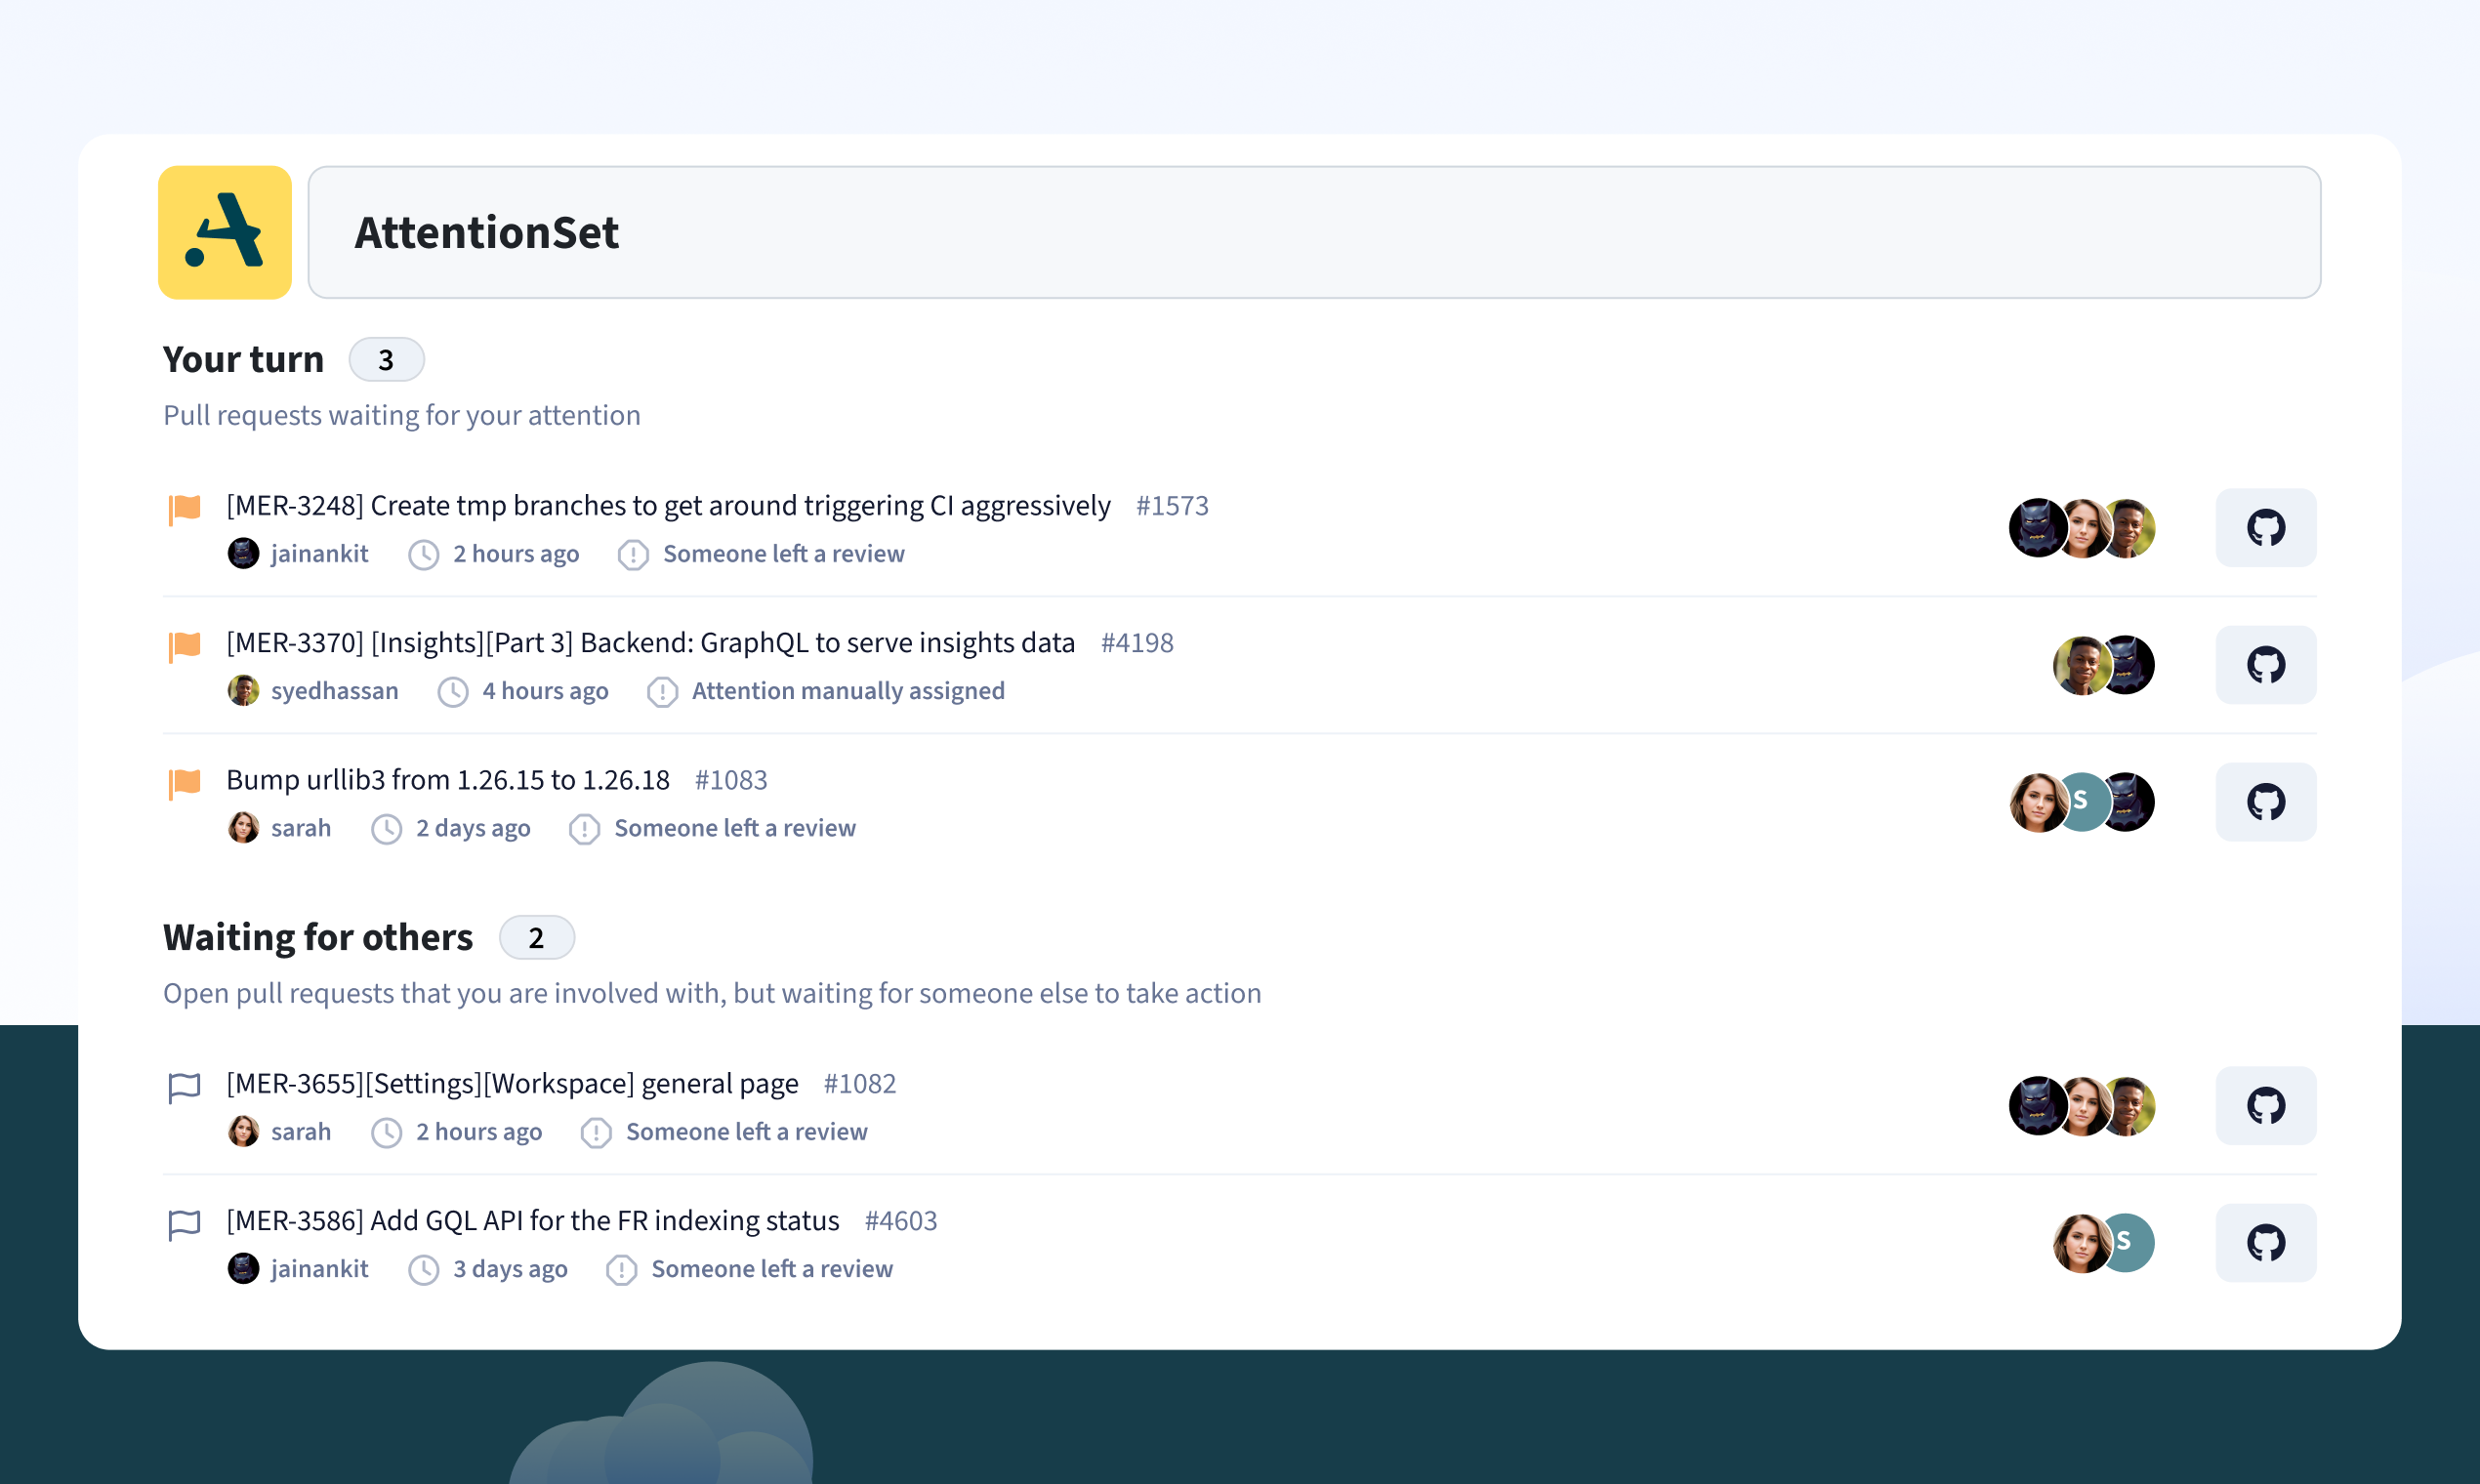 AttentionSet
Your turn 3
Pull requests waiting for your attention
[MER-3248] Create tmp branches to get around triggering CI aggressively #1573
jainankit 2 hours ago Someone left a review
[MER-3370] [Insights][Part 3] Backend: GraphQL to serve insights data #4198
syedhassan 4 hours ago Attention manually assigned
Bump urllib3 from 1.26.15 to 1.26.18 #1083
S
sarah 2 days ago Someone left a review
Waiting for others 2
Open pull requests that you are involved with, but waiting for someone else to take action
[MER-3655][Settings][Workspace] general page #1082
sarah 2 hours ago Someone left a review
[MER-3586] Add GQL API for the FR indexing status #4603
S
jainankit 3 days ago Someone left a review